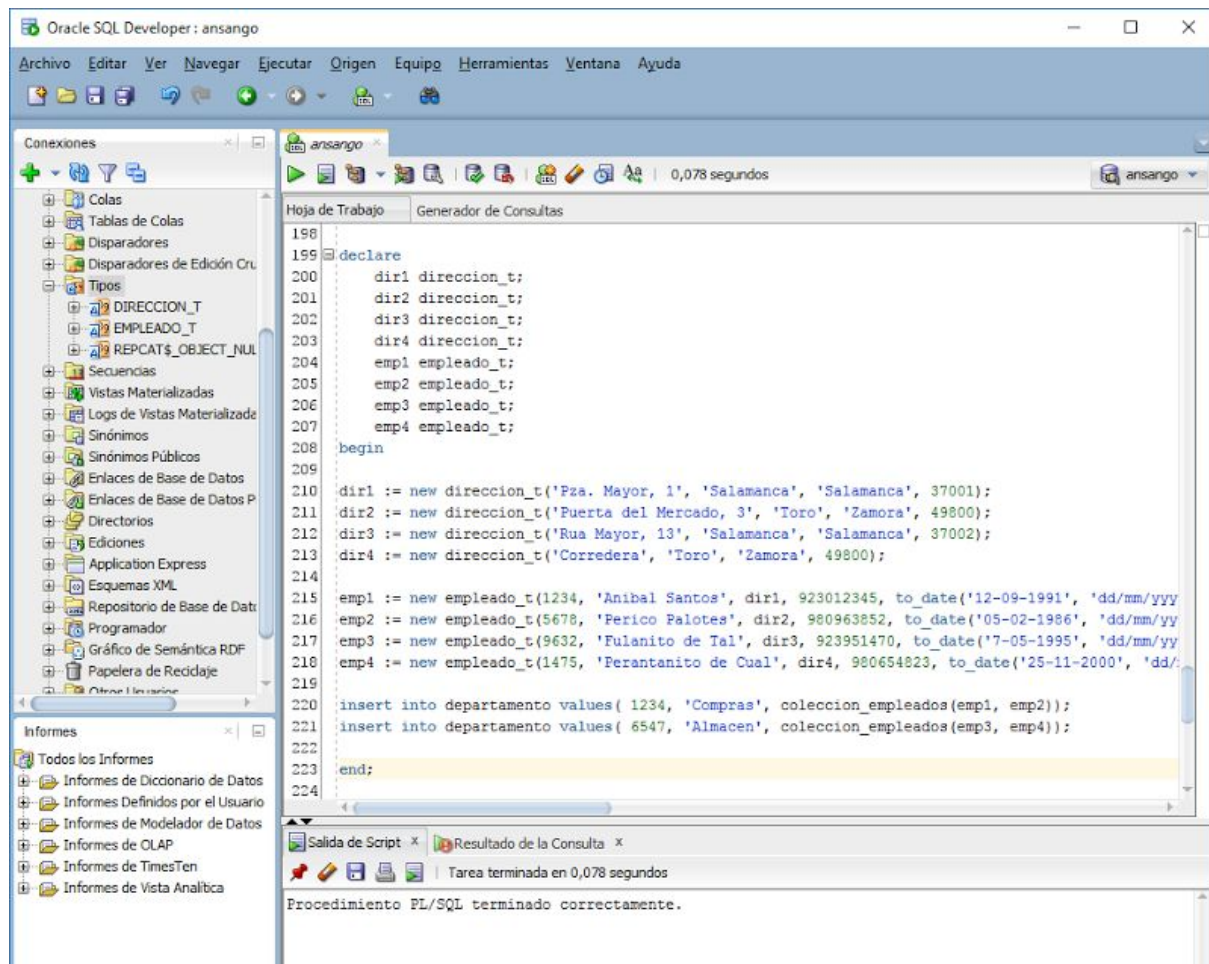 Oracle SQL Developer : ansango
Archivo Editar Ver Navegar Ejecutar Origen Equipo Herramientas Ventana Ayuda
Conexiones
Colas
Tablas de Colas
Disparadores
Disparadores de Edición Cru
Tipos
DIRECCION_T
EMPLEADO_T
REPCAT$_OBJECT_NUL
Secuencias
Vistas Materializadas
Logs de Vistas Materializada
Sinónimos
Sinónimos Públicos
Enlaces de Base de Datos
Enlaces de Base de Datos P
Directorios
Ediciones
Application Express
Esquemas XML
Repositorio de Base de Dato
Programador
Gráfico de Semántica RDF
Papelera de Reciclaje
Otros Usuarios
Informes
Todos los Informes
Informes de Diccionario de Datos
Informes Definidos por el Usuario
Informes de Modelador de Datos
Informes de OLAP
Informes de TimesTen
Informes de Vista Analítica
ansango
0,078 segundos
ansango
Hoja de Trabajo Generador de Consultas
198
199 declare
200 dir1 direccion_t;
201 dir2 direccion_t;
202 dir3 direccion_t;
203 dir4 direccion_t;
204 emp1 empleado_t;
205 emp2 empleado_t;
206 emp3 empleado_t;
207 emp4 empleado_t;
208 begin
209
210 dir1 := new direccion_t('Pza. Mayor, 1', 'Salamanca', 'Salamanca', 37001);
211 dir2 := new direccion_t('Puerta del Mercado, 3', 'Toro', 'Zamora', 49800);
212 dir3 := new direccion_t('Rua Mayor, 13', 'Salamanca', 'Salamanca', 37002);
213 dir4 := new direccion_t('Corredera', 'Toro', 'Zamora', 49800);
214
215 emp1 := new empleado_t(1234, 'Anibal Santos', dir1, 923012345, to_date('12-09-1991', 'dd/mm/yyy
216 emp2 := new empleado_t(5678, 'Perico Palotes', dir2, 980963852, to_date('05-02-1986', 'dd/mm/yy
217 emp3 := new empleado_t(9632, 'Fulanito de Tal', dir3, 923951470, to_date('7-05-1995', 'dd/mm/yy
218 emp4 := new empleado_t(1475, 'Perantanito de Cual', dir4, 980654823, to_date('25-11-2000', 'dd/
219
220 insert into departamento values( 1234, 'Compras', coleccion_empleados(emp1, emp2));
221 insert into departamento values( 6547, 'Almacen', coleccion_empleados(emp3, emp4));
222
223 end;
224
Salida de Script x Resultado de la Consulta x
Tarea terminada en 0,078 segundos
Procedimiento PL/SQL terminado correctamente.